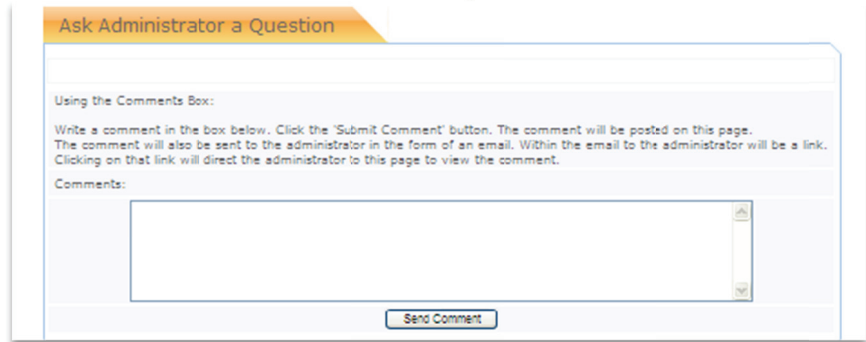 Ask Administrator a Question
Using the Comments Box:
Write a comment in the box below. Click the 'Submit Comment' button. The comment will be posted on this page.
The comment will also be sent to the administrator in the form of an email. Within the email to the administrator will be a link.
Clicking on that link will direct the administrator to this page to view the comment.
Comments:
Send Comment